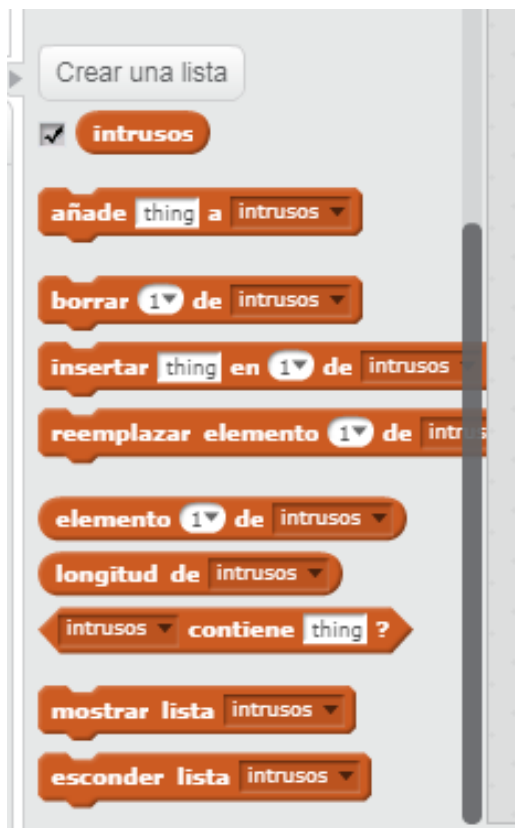 Crear una lista
intrusos
añade thing a intrusos
borrar 1 de intrusos
insertar thing en 1 de intrusos
reemplazar elemento 1 de intrus
elemento 1 de intrusos
longitud de intrusos
intrusos contiene thing ?
mostrar lista intrusos
esconder lista intrusos